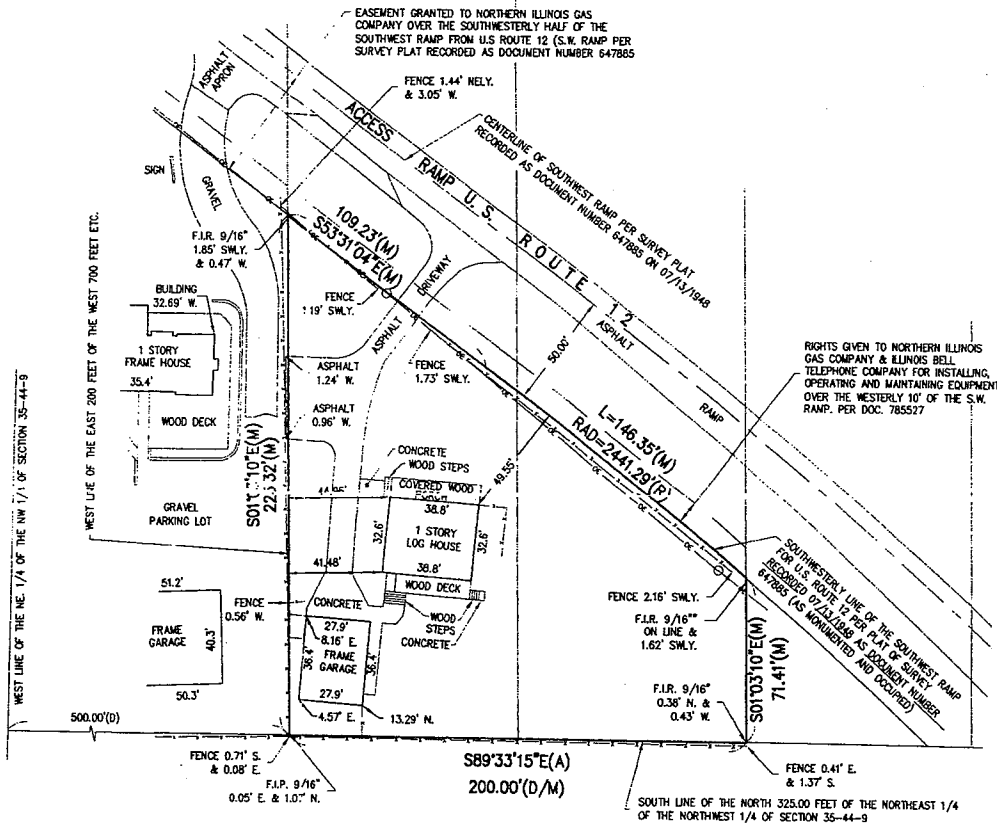 EASEMENT GRANTED TO NORTHERN ILLINOIS GAS
COMPANY OVER THE SOUTHWESTERLY HALF OF THE
SOUTHWEST RAMP FROM U.S ROUTE 12 (S.W. RAMP PER
SURVEY PLAT RECORDED AS DOCUMENT NUMBER 647885
ASPHALT
APRON
FENCE 1.44' NELY.
& 3.05' W.
ACCESS RAMP U.S. ROUTE 12
CENTERLINE OF SOUTHWEST RAMP PER SURVEY PLAT
RECORDED AS DOCUMENT NUMBER 647885 ON 07/13/1948
SIGN
GRAVEL
F.I.R. 9/16"
1.85' SWLY.
& 0.47' W.
109.23'(M)
S53°31'04"E(M)
DRIVEWAY
ASPHALT
FENCE
19' SWLY.
FENCE
1.73' SWLY.
50.00'
ASPHALT
RAMP
RIGHTS GIVEN TO NORTHERN ILLINOIS
GAS COMPANY & ILLINOIS BELL
TELEPHONE COMPANY FOR INSTALLING,
OPERATING AND MAINTAINING EQUIPMENT
OVER THE WESTERLY 10' OF THE S.W.
RAMP. PER DOC. 785527
BUILDING
32.69' W.
1 STORY
FRAME HOUSE
35.4'
WOOD DECK
WEST LINE OF THE EAST 200 FEET OF THE WEST 700 FEET ETC.
ASPHALT
1.24' W.
ASPHALT
0.96' W.
L=146.35'(M)
RAD=2441.29'(R)
49.55'
CONCRETE
WOOD STEPS
COVERED WOOD
38.8'
32.6'
1 STORY
LOG HOUSE
32.6'
38.8'
41.48'
WOOD DECK
GRAVEL
PARKING LOT
WEST LINE OF THE NE. 1/4 OF THE NW 1/4 OF SECTION 35-44-9
51.2'
FRAME
GARAGE
40.3'
50.3'
FENCE
0.56' W.
CONCRETE
WOOD
STEPS
CONCRETE
27.9'
8.16' E.
FRAME
GARAGE
36.4'
36.4'
27.9'
4.57' E.
13.29' N.
FENCE 2.16' SWLY.
F.I.R. 9/16""
ON LINE &
1.62' SWLY.
SOUTHWESTERLY LINE OF THE SOUTHWEST RAMP
FOR U.S. ROUTE 12 PER PLAT OF SURVEY
RECORDED 07/13/1948 AS DOCUMENT NUMBER
647885 (AS MONUMENTED AND OCCUPIED)
F.I.R. 9/16"
0.38' N. &
0.43' W.
S01°03'10"E(M)
71.41'(M)
500.00'(D)
FENCE 0.71' S.
& 0.08' E.
F.I.P. 9/16"
0.05' E. & 1.07' N.
S89°33'15"E(A)
200.00'(D/M)
FENCE 0.41' E.
& 1.37' S.
SOUTH LINE OF THE NORTH 325.00 FEET OF THE NORTHEAST 1/4
OF THE NORTHWEST 1/4 OF SECTION 35-44-9